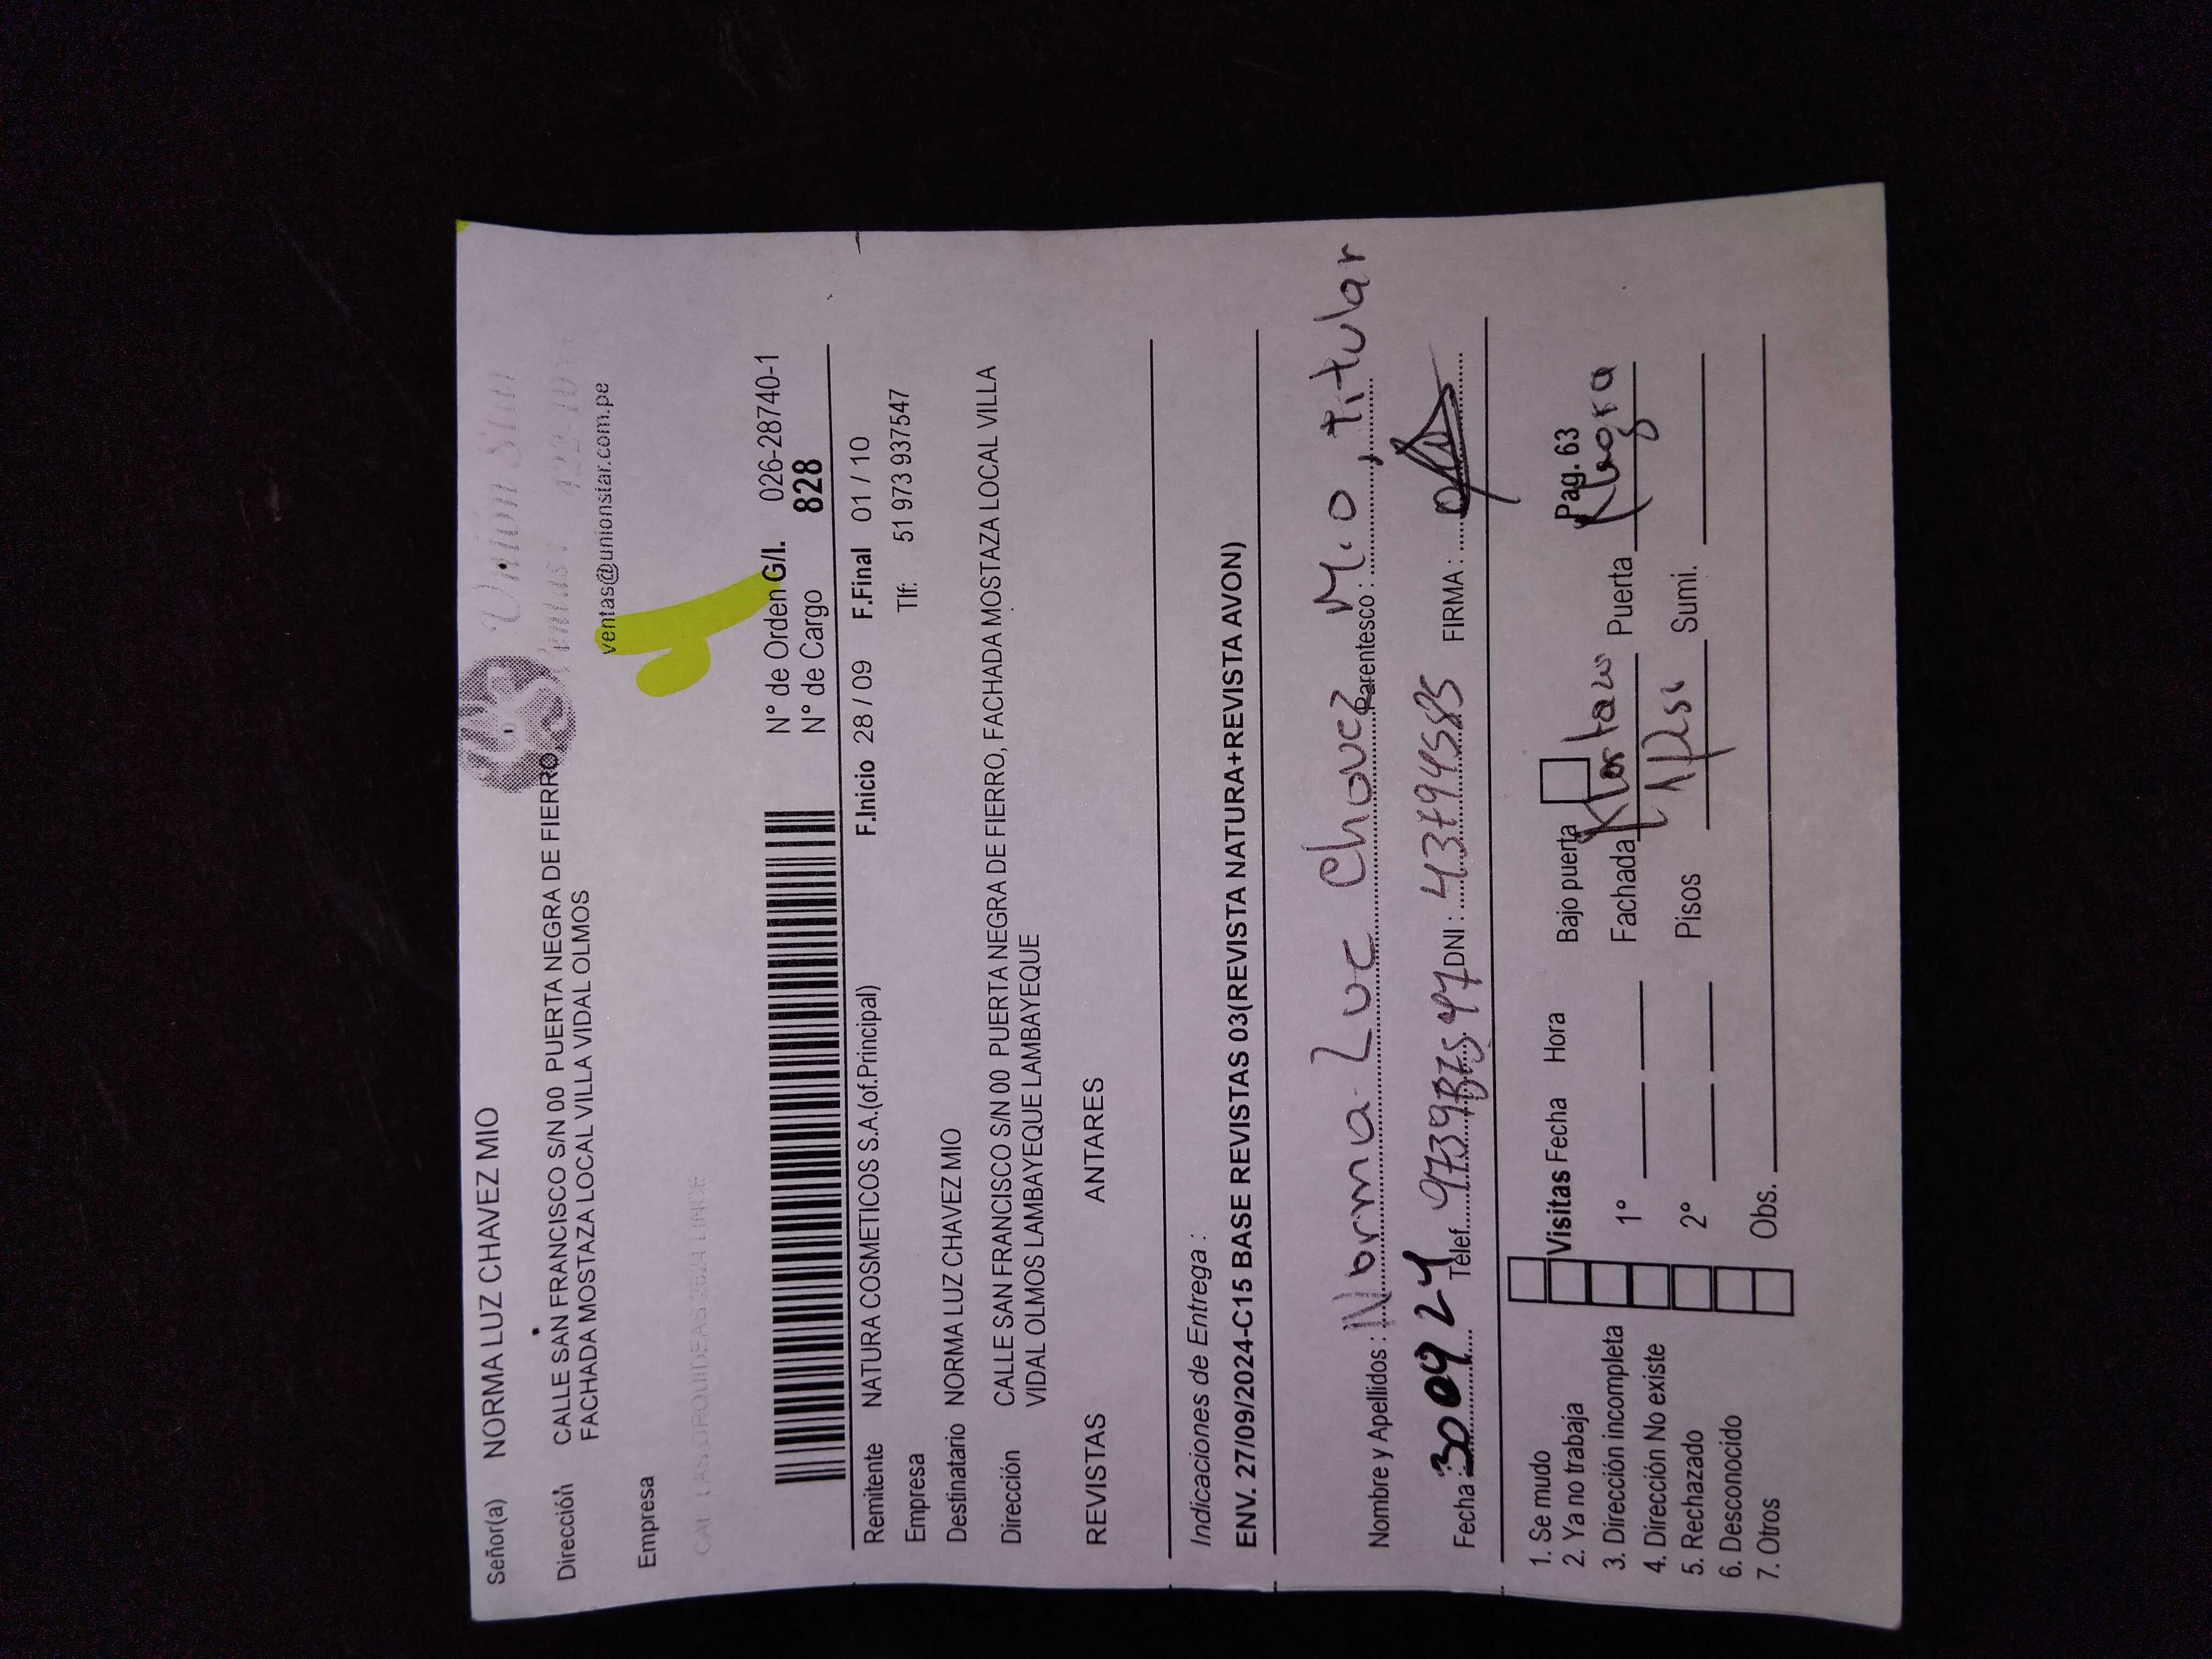 Señor(a) NORMA LUZ CHAVEZ MIO
Union Star
Dirección CALLE SAN FRANCISCO S/N 00 PUERTA NEGRA DE FIERRO
FACHADA MOSTAZA LOCAL VILLA VIDAL OLMOS
ventas@unionstar.com.pe
Empresa
CAL. LAS ORQUIDEAS 2624 LINCE
N° de Orden G/I. 026-28740-1
N° de Cargo 828
F.Inicio 28 / 09 F.Final 01 / 10
Remitente NATURA COSMETICOS S.A.(of.Principal)
Tlf: 51 973 937547
Empresa
Destinatario NORMA LUZ CHAVEZ MIO
Dirección CALLE SAN FRANCISCO S/N 00 PUERTA NEGRA DE FIERRO, FACHADA MOSTAZA LOCAL VILLA
VIDAL OLMOS LAMBAYEQUE LAMBAYEQUE
REVISTAS ANTARES
Indicaciones de Entrega :
ENV. 27/09/2024-C15 BASE REVISTAS 03(REVISTA NATURA+REVISTA AVON)
Nombre y Apellidos : Norma Luc Chavez Parentesco : Mio, titular
Fecha : 30 09 24 Telef. DNI : FIRMA :
1. Se mudo
2. Ya no trabaja
3. Dirección incompleta
4. Dirección No existe
5. Rechazado
6. Desconocido
7. Otros
Visitas Fecha Hora
1°
2°
Obs.
Bajo puerta Pag. 63
Fachada Puerta
Pisos 1 Piso Sumi.